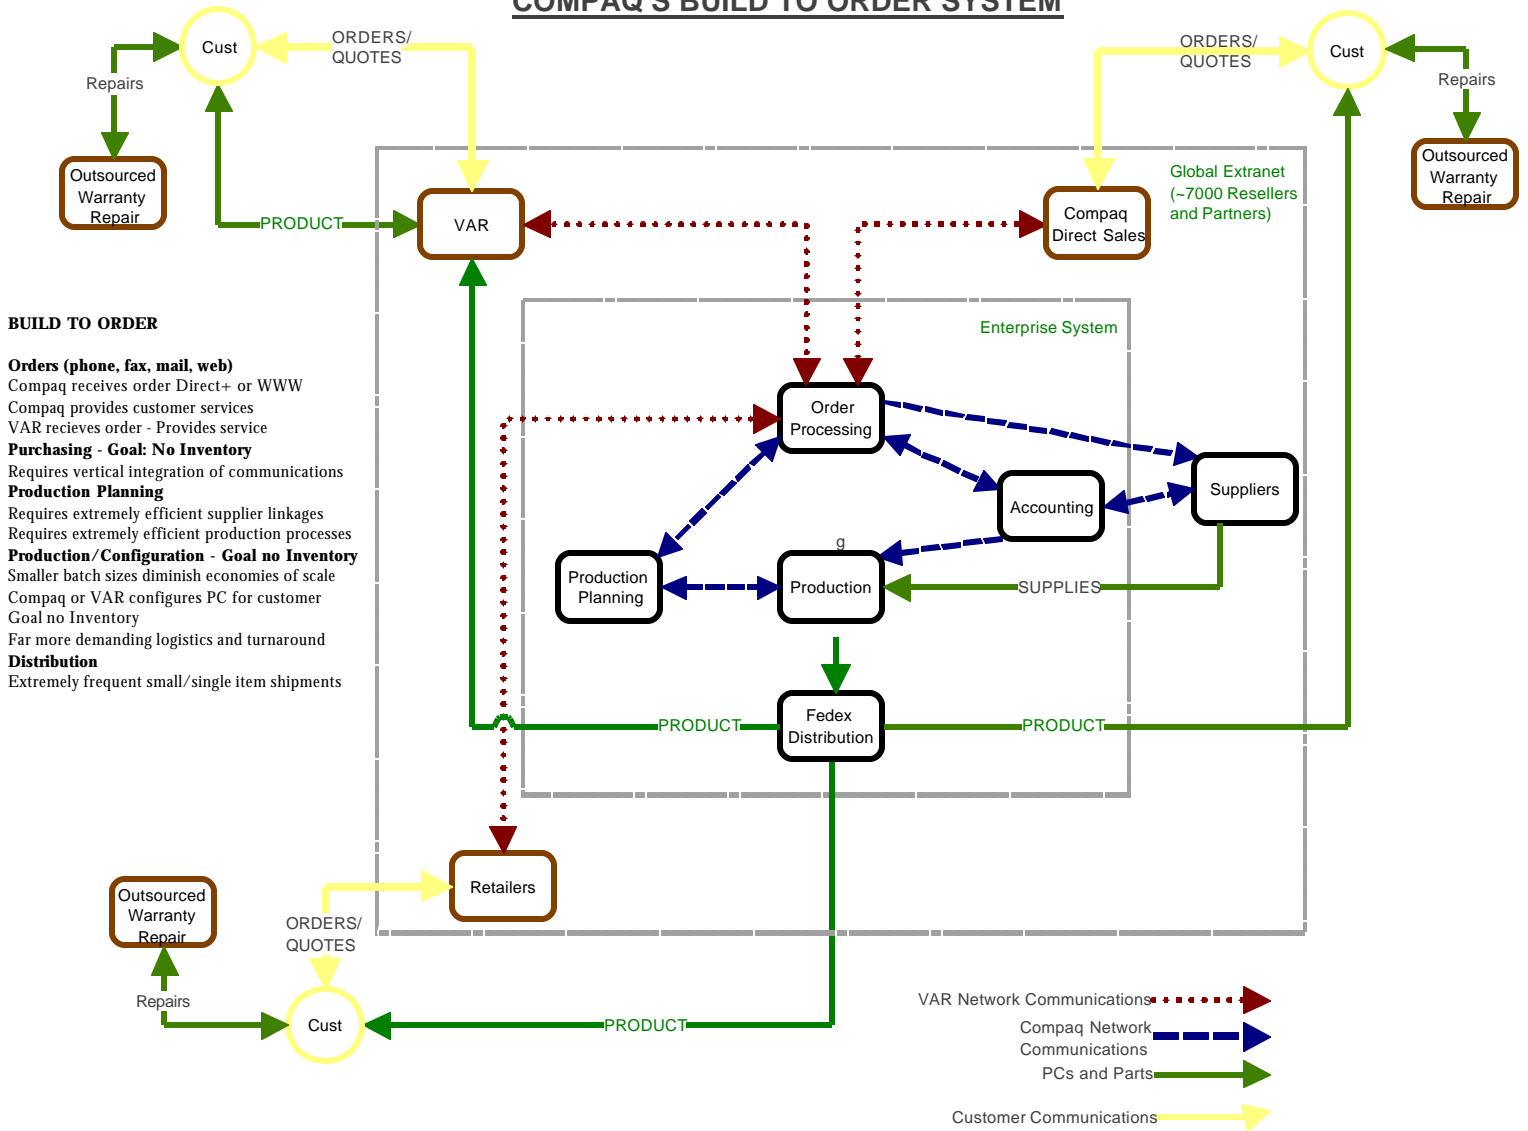 COMPAQ'S BUILD TO ORDER SYSTEM
Cust
ORDERS/
QUOTES
Repairs
Outsourced
Warranty
Repair
PRODUCT
VAR
ORDERS/
QUOTES
Cust
Repairs
Outsourced
Warranty
Repair
Global Extranet
(~7000 Resellers
and Partners)
Compaq
Direct Sales
Enterprise System
BUILD TO ORDER
Orders (phone, fax, mail, web)
Compaq receives order Direct+ or WWW
Compaq provides customer services
VAR recieves order - Provides service
Purchasing - Goal: No Inventory
Requires vertical integration of communications
Production Planning
Requires extremely efficient supplier linkages
Requires extremely efficient production processes
Production/Configuration - Goal no Inventory
Smaller batch sizes diminish economies of scale
Compaq or VAR configures PC for customer
Goal no Inventory
Far more demanding logistics and turnaround
Distribution
Extremely frequent small/single item shipments
Order
Processing
Suppliers
Accounting
g
Production
Planning
Production
SUPPLIES
PRODUCT
Fedex
Distribution
PRODUCT
Retailers
Outsourced
Warranty
Repair
ORDERS/
QUOTES
Repairs
Cust
PRODUCT
VAR Network Communications
Compaq Network
Communications
PCs and Parts
Customer Communications